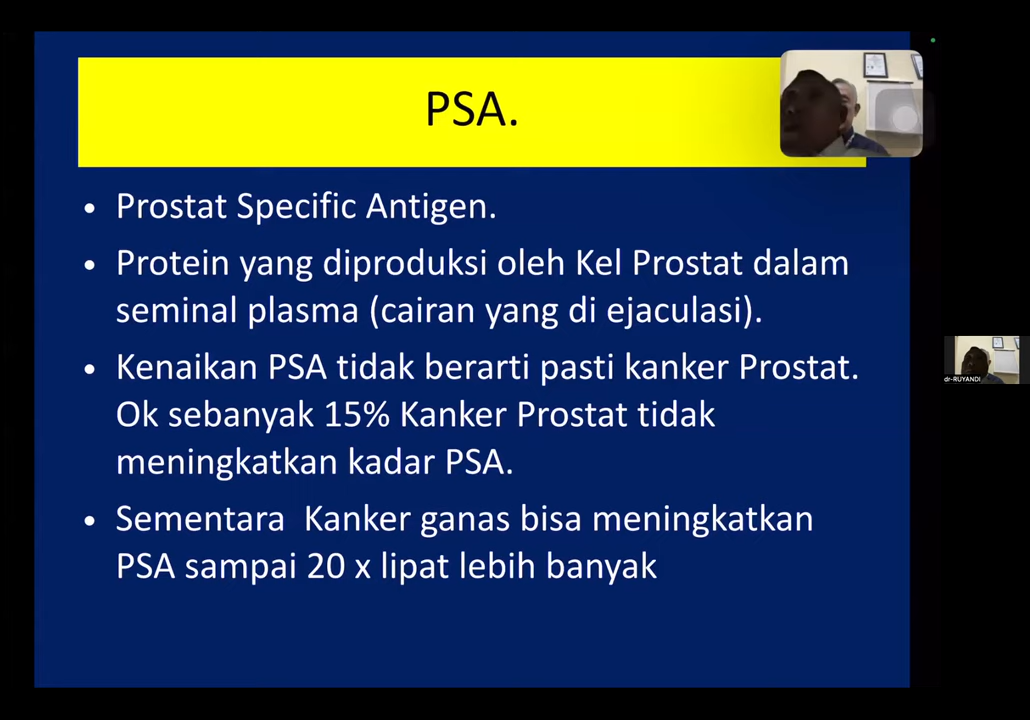 PSA.
• Prostat Specific Antigen.
• Protein yang diproduksi oleh Kel Prostat dalam
seminal plasma (cairan yang di ejaculasi).
• Kenaikan PSA tidak berarti pasti kanker Prostat.
Ok sebanyak 15% Kanker Prostat tidak
meningkatkan kadar PSA.
• Sementara  Kanker ganas bisa meningkatkan
PSA sampai 20 x lipat lebih banyak
dr-RUYANDI